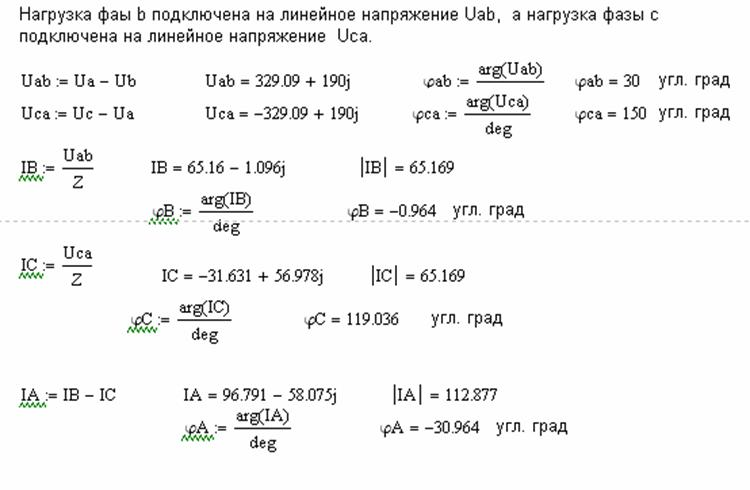 Нагрузка фаы b подключена на линейное напряжение Uab, а нагрузка фазы с
подключена на линейное напряжение Uca.
Uab := Ua − Ub Uab = 329.09 + 190j φab := arg(Uab)/deg φab = 30 угл. град
Uca := Uc − Ua Uca = −329.09 + 190j φca := arg(Uca)/deg φca = 150 угл. град
IB := Uab/Z IB = 65.16 − 1.096j |IB| = 65.169
φB := arg(IB)/deg φB = −0.964 угл. град
IC := Uca/Z IC = −31.631 + 56.978j |IC| = 65.169
φC := arg(IC)/deg φC = 119.036 угл. град
IA := IB − IC IA = 96.791 − 58.075j |IA| = 112.877
φA := arg(IA)/deg φA = −30.964 угл. град